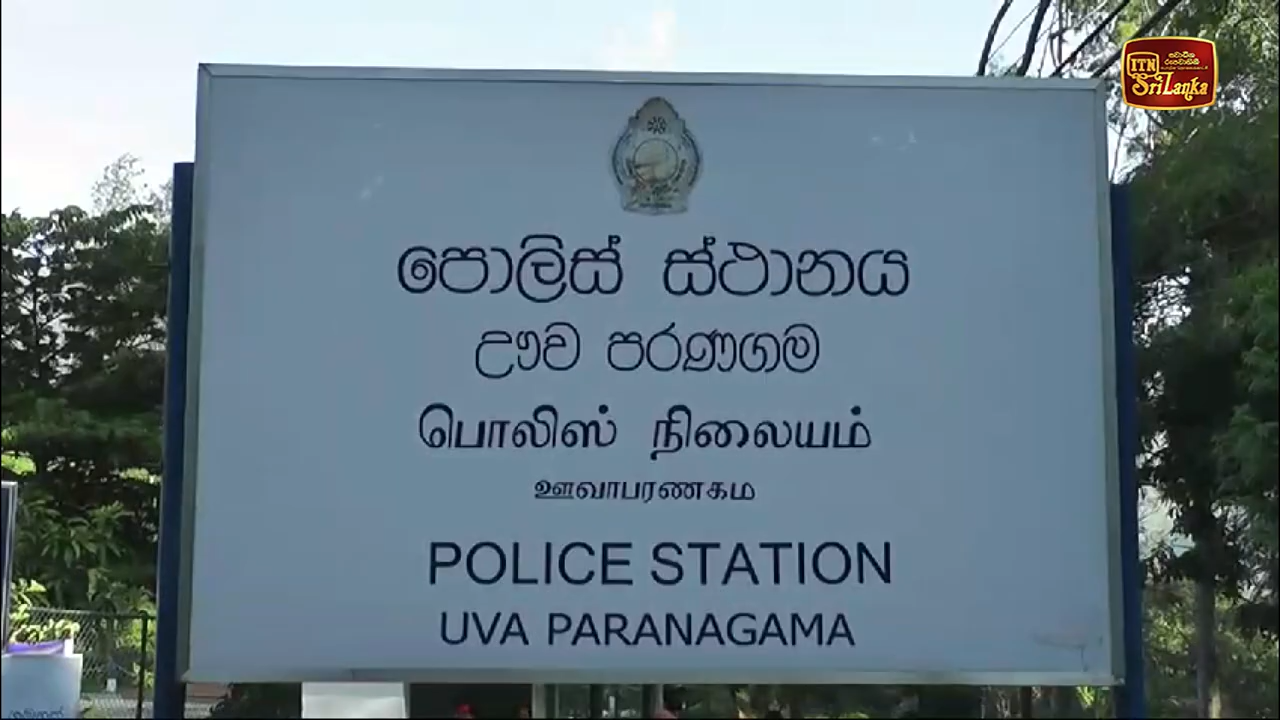 ITN
Sri Lanka
පොලිස් ස්ථානය
ඌව පරණගම
பொலிஸ் நிலையம்
ஊவாபரணகம
POLICE STATION
UVA PARANAGAMA